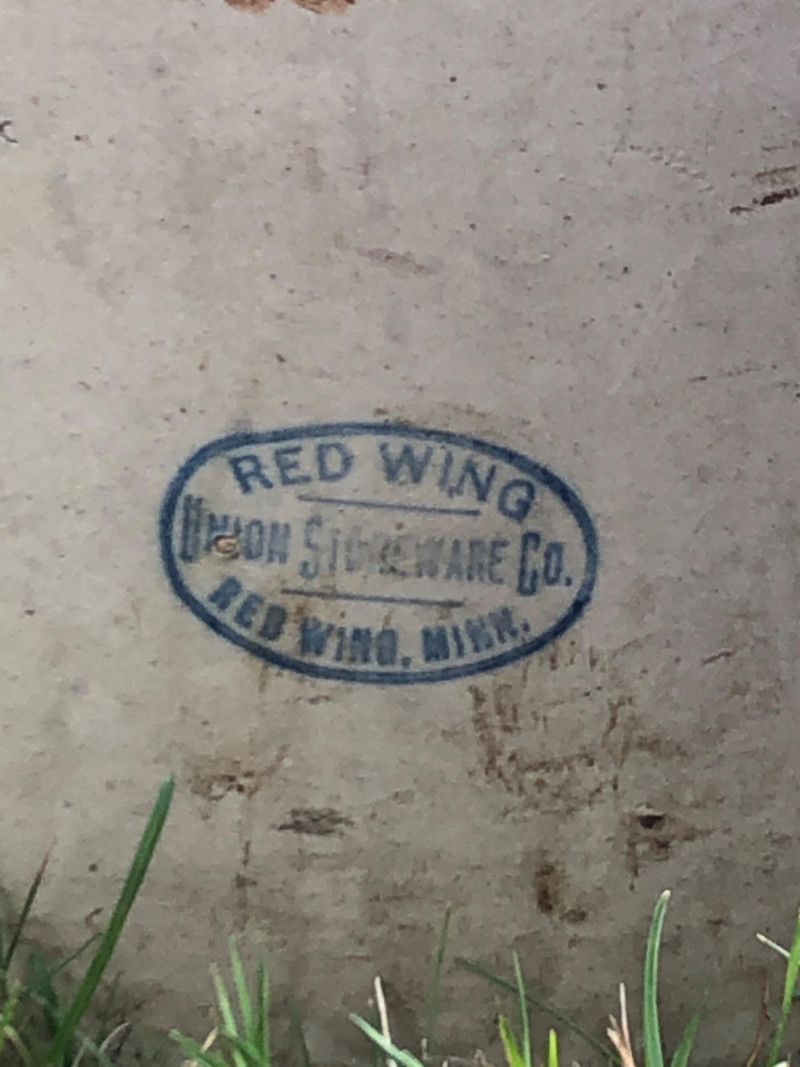 RED WING
UNION STONEWARE CO.
RED WING, MINN.